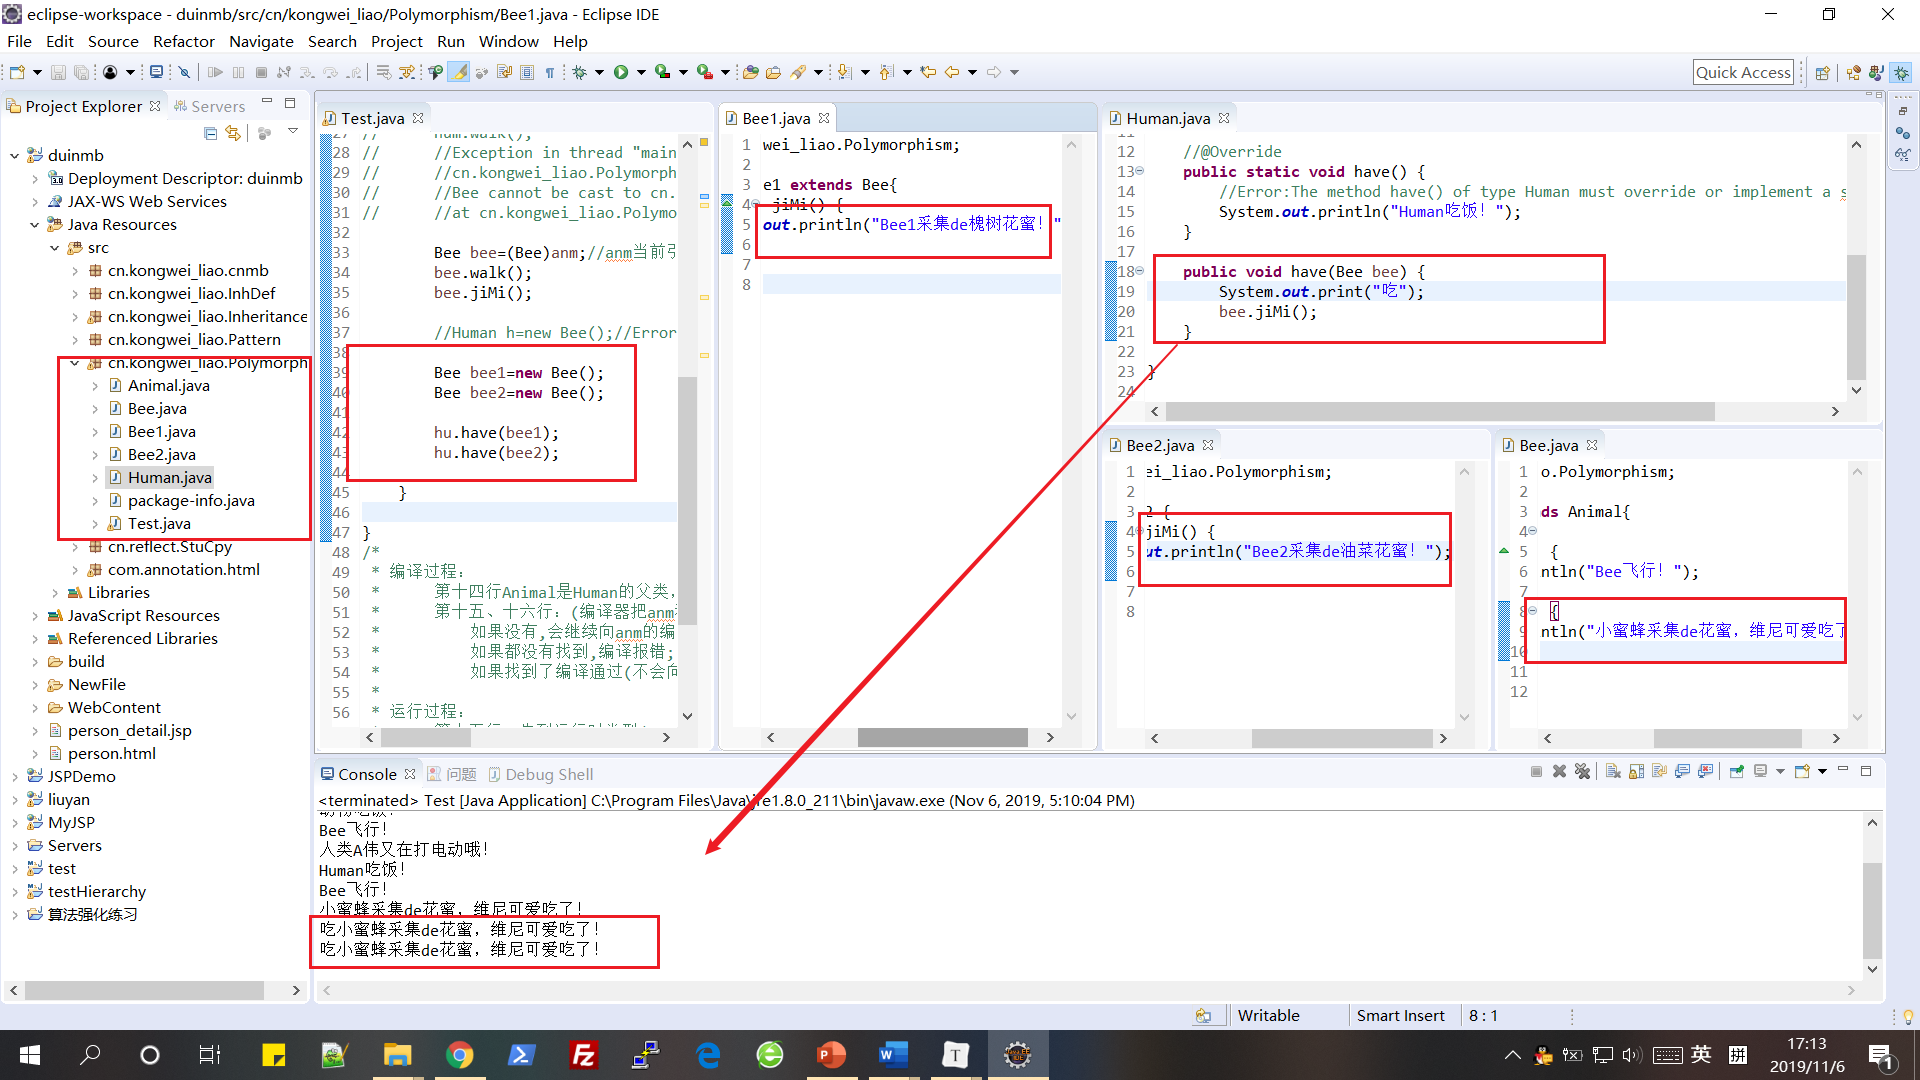 eclipse-workspace - duinmb/src/cn/kongwei_liao/Polymorphism/Bee1.java - Eclipse IDE
File Edit Source Refactor Navigate Search Project Run Window Help
Quick Access
Project Explorer
Servers
duinmb
Deployment Descriptor: duinmb
JAX-WS Web Services
Java Resources
src
cn.kongwei_liao.cnmb
cn.kongwei_liao.InhDef
cn.kongwei_liao.Inheritance
cn.kongwei_liao.Pattern
cn.kongwei_liao.Polymorph
Animal.java
Bee.java
Bee1.java
Bee2.java
Human.java
package-info.java
Test.java
cn.reflect.StuCpy
com.annotation.html
Libraries
JavaScript Resources
Referenced Libraries
build
NewFile
WebContent
person_detail.jsp
person.html
JSPDemo
liuyan
MyJSP
Servers
test
testHierarchy
算法强化练习
Test.java
27 // hum.walk();
28 // //Exception in thread "main
29 // //cn.kongwei_liao.Polymorph
30 // //Bee cannot be cast to cn.
31 // //at cn.kongwei_liao.Polymo
32
33 Bee bee=(Bee)anm;//anm当前引
34 bee.walk();
35 bee.jiMi();
36
37 //Human h=new Bee();//Error
38
39 Bee bee1=new Bee();
40 Bee bee2=new Bee();
41
42 hu.have(bee1);
43 hu.have(bee2);
44
45 }
46
47 }
48 /*
49 * 编译过程：
50 * 第十四行Animal是Human的父类，
51 * 第十五、十六行：(编译器把anm
52 * 如果没有,会继续向anm的编
53 * 如果都没有找到,编译报错；
54 * 如果找到了编译通过(不会向
55 *
56 * 运行过程：
Bee1.java
1 wei_liao.Polymorphism;
2
3 e1 extends Bee{
4 jiMi() {
5 out.println("Bee1采集de槐树花蜜！"
6
7
8
Human.java
11
12 //@Override
13 public static void have() {
14 //Error:The method have() of type Human must override or implement a s
15 System.out.println("Human吃饭！");
16 }
17
18 public void have(Bee bee) {
19 System.out.print("吃");
20 bee.jiMi();
21 }
22
23 }
24
Bee2.java
1 ei_liao.Polymorphism;
2
3 2 {
4 jiMi() {
5 ut.println("Bee2采集de油菜花蜜！");
6
7
8
Bee.java
1 o.Polymorphism;
2
3 ds Animal{
4
5 {
6 ntln("Bee飞行！");
7
8 {
9 ntln("小蜜蜂采集de花蜜，维尼可爱吃了
10
11
12
Console 问题 Debug Shell
<terminated> Test [Java Application] C:\Program Files\Java\jre1.8.0_211\bin\javaw.exe (Nov 6, 2019, 5:10:04 PM)
Bee飞行！
人类A伟又在打电动哦！
Human吃饭！
Bee飞行！
小蜜蜂采集de花蜜，维尼可爱吃了！
吃小蜜蜂采集de花蜜，维尼可爱吃了！
吃小蜜蜂采集de花蜜，维尼可爱吃了！
Writable Smart Insert 8 : 1
英 拼
17:13
2019/11/6
1